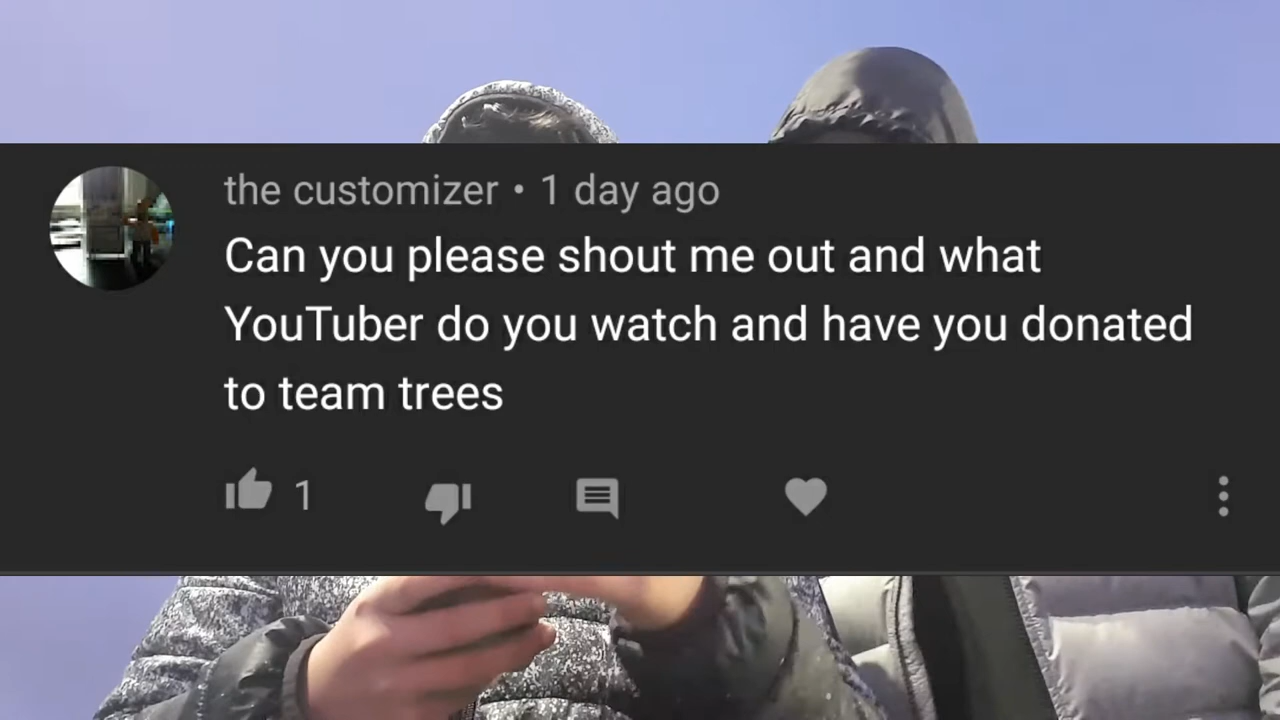 the customizer • 1 day ago
Can you please shout me out and what
YouTuber do you watch and have you donated
to team trees
1